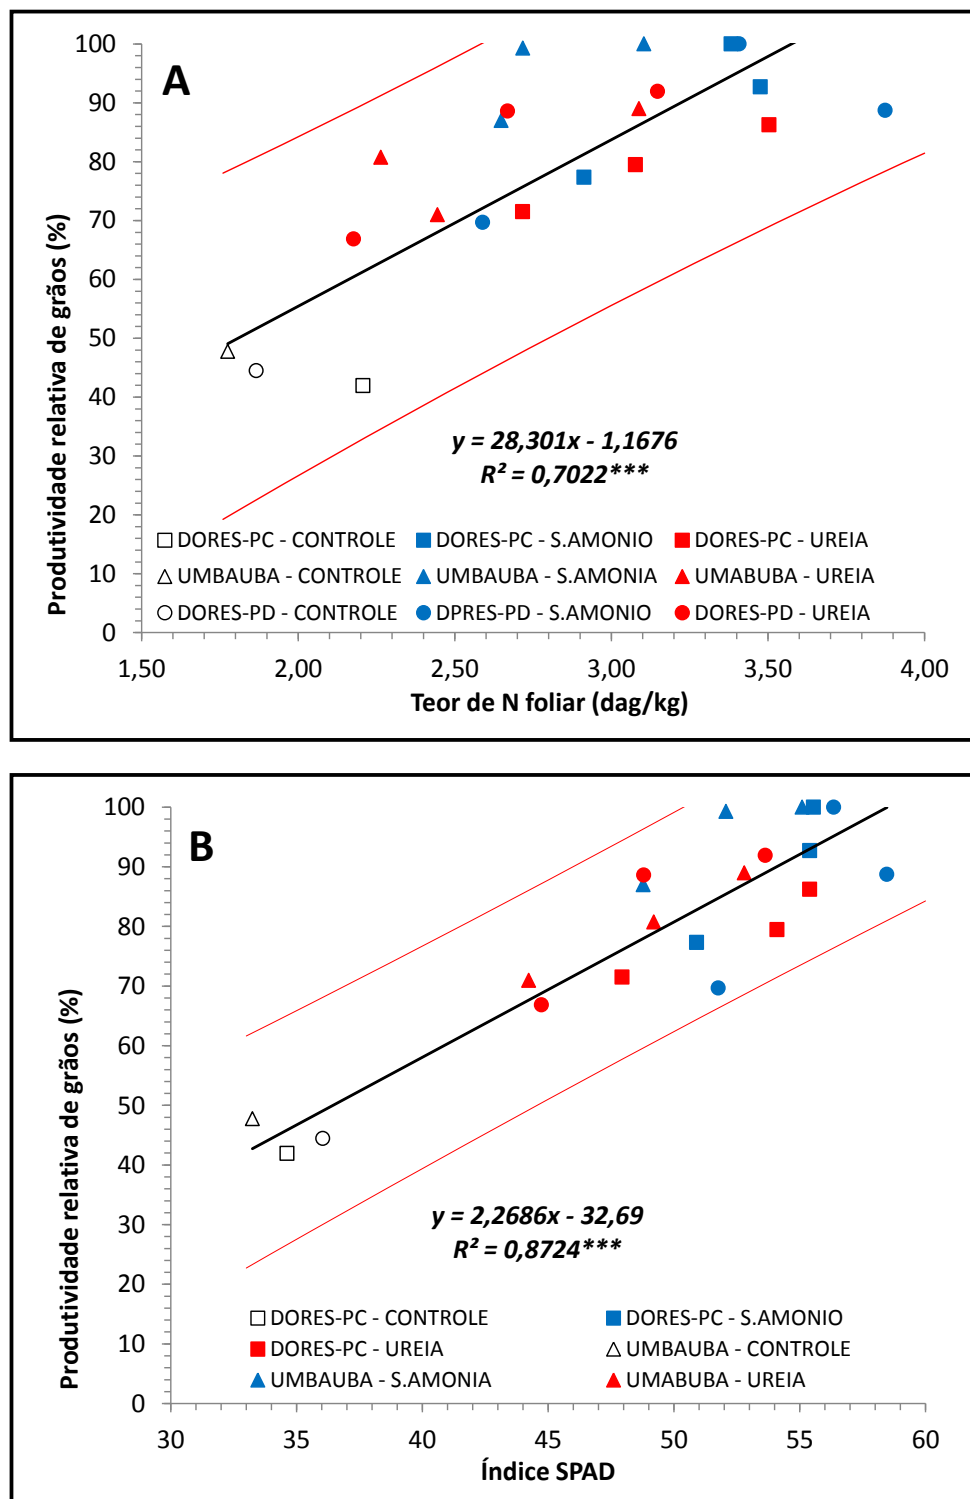 A
Produtividade relativa de grãos (%)
100
90
80
70
60
50
40
30
20
10
0
y = 28,301x - 1,1676
R² = 0,7022***
DORES-PC - CONTROLE DORES-PC - S.AMONIO DORES-PC - UREIA
UMBAUBA - CONTROLE UMBAUBA - S.AMONIA UMABUBA - UREIA
DORES-PD - CONTROLE DPRES-PD - S.AMONIO DORES-PD - UREIA
1,50 2,00 2,50 3,00 3,50 4,00
Teor de N foliar (dag/kg)
B
Produtividade relativa de grãos (%)
100
90
80
70
60
50
40
30
20
10
0
y = 2,2686x - 32,69
R² = 0,8724***
DORES-PC - CONTROLE DORES-PC - S.AMONIO
DORES-PC - UREIA UMBAUBA - CONTROLE
UMBAUBA - S.AMONIA UMABUBA - UREIA
30 35 40 45 50 55 60
Índice SPAD